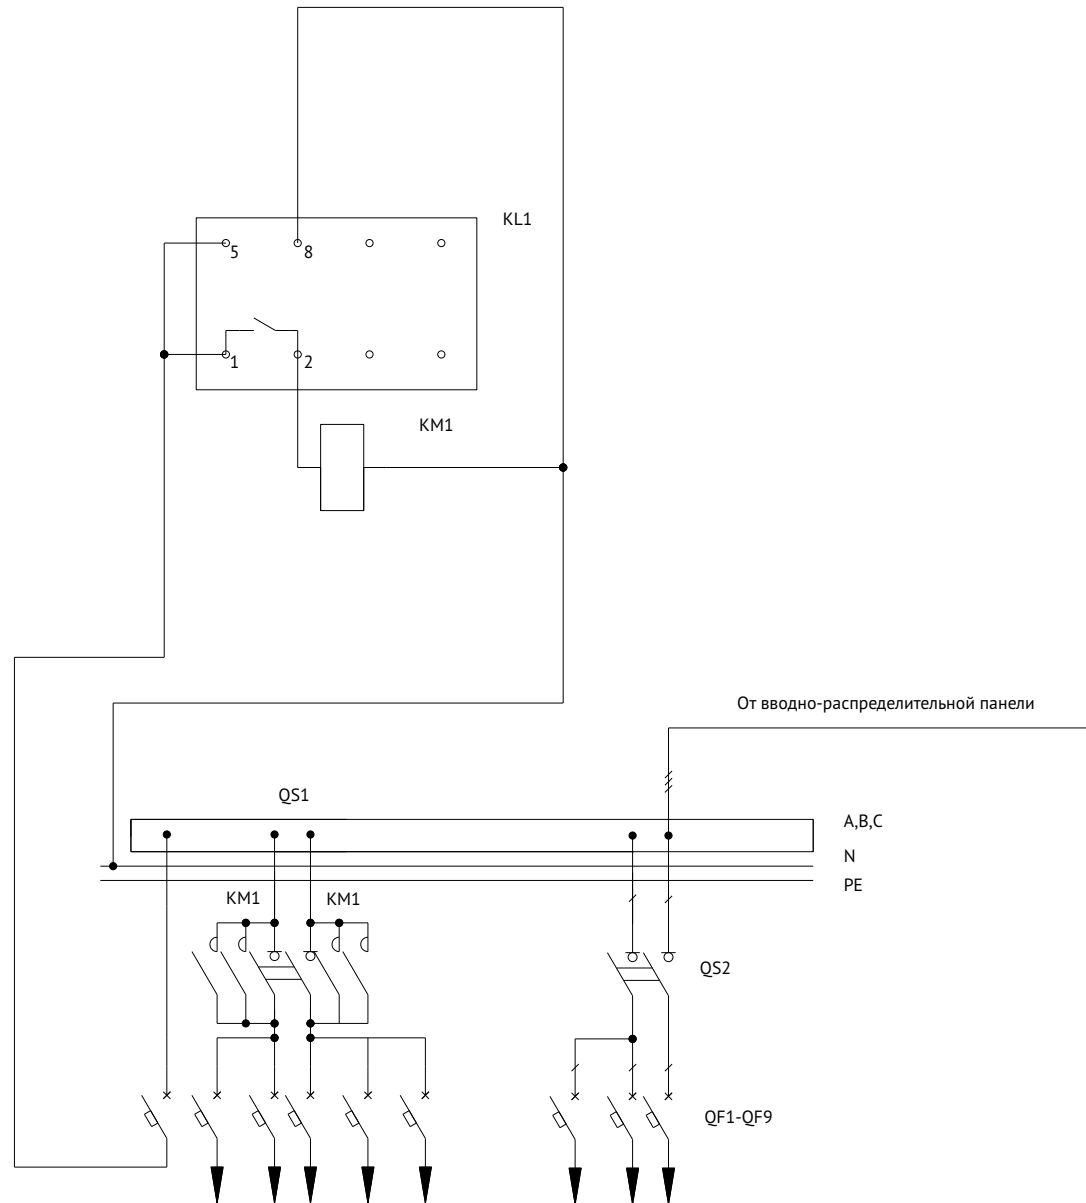 KL1
5
8
1
2
KM1
От вводно-распределительной панели
QS1
A,B,C
N
PE
KM1
KM1
QS2
QF1-QF9